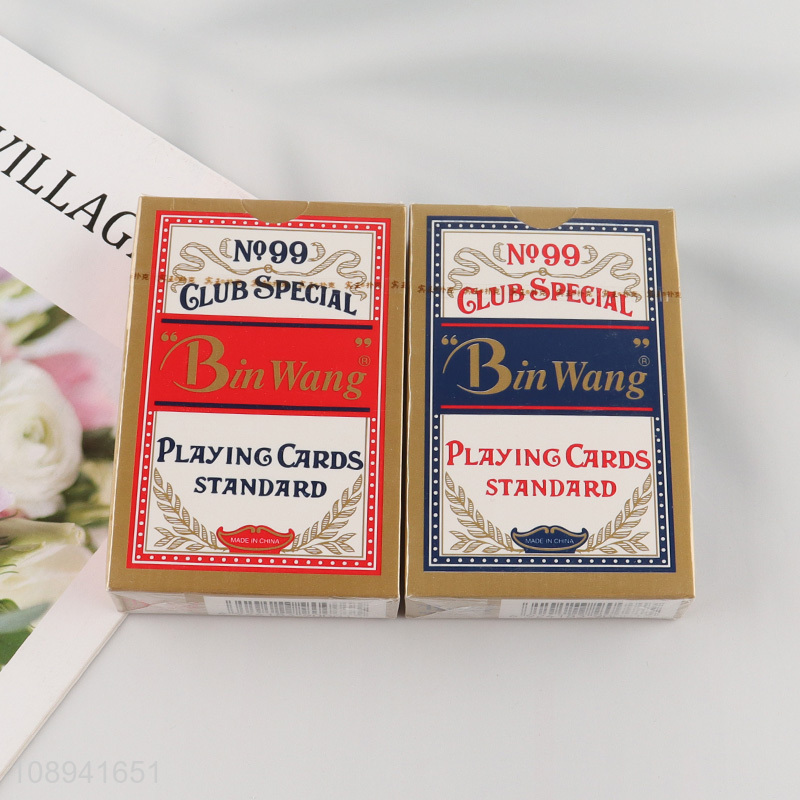 VILLAG
No99
CLUB SPECIAL
"Bin Wang"®
PLAYING CARDS
STANDARD
MADE IN CHINA
No99
CLUB SPECIAL
"Bin Wang"®
PLAYING CARDS
STANDARD
MADE IN CHINA
108941651